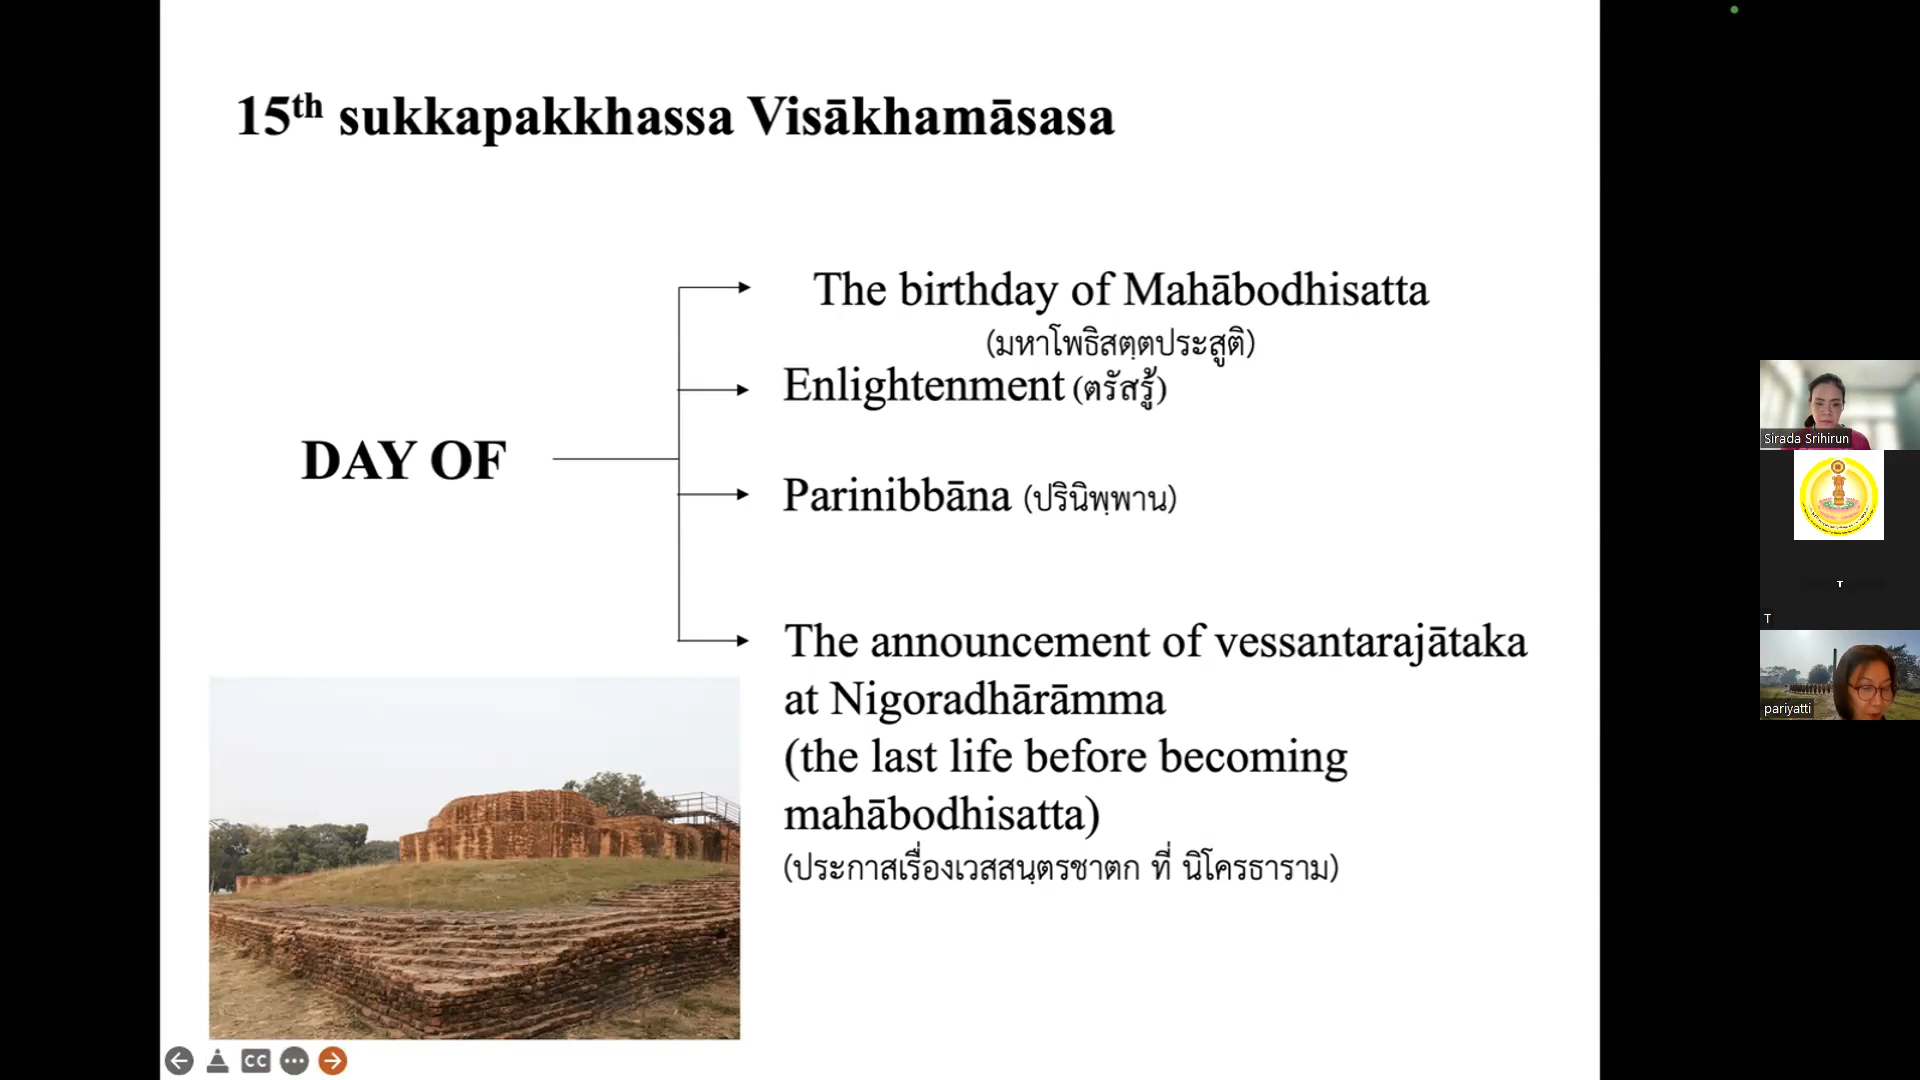 15th sukkapakkhassa Visākhamāsasa
The birthday of Mahābodhisatta
(มหาโพธิสตฺตประสูติ)
Enlightenment (ตรัสรู้)
DAY OF
Parinibbāna (ปรินิพฺพาน)
The announcement of vessantarajātaka
at Nigoradhārāmma
(the last life before becoming
mahābodhisatta)
(ประกาสเรื่องเวสสนฺตรชาตก ที่ นิโครธาราม)
Sirada Srihirun
T
T
pariyatti
CC